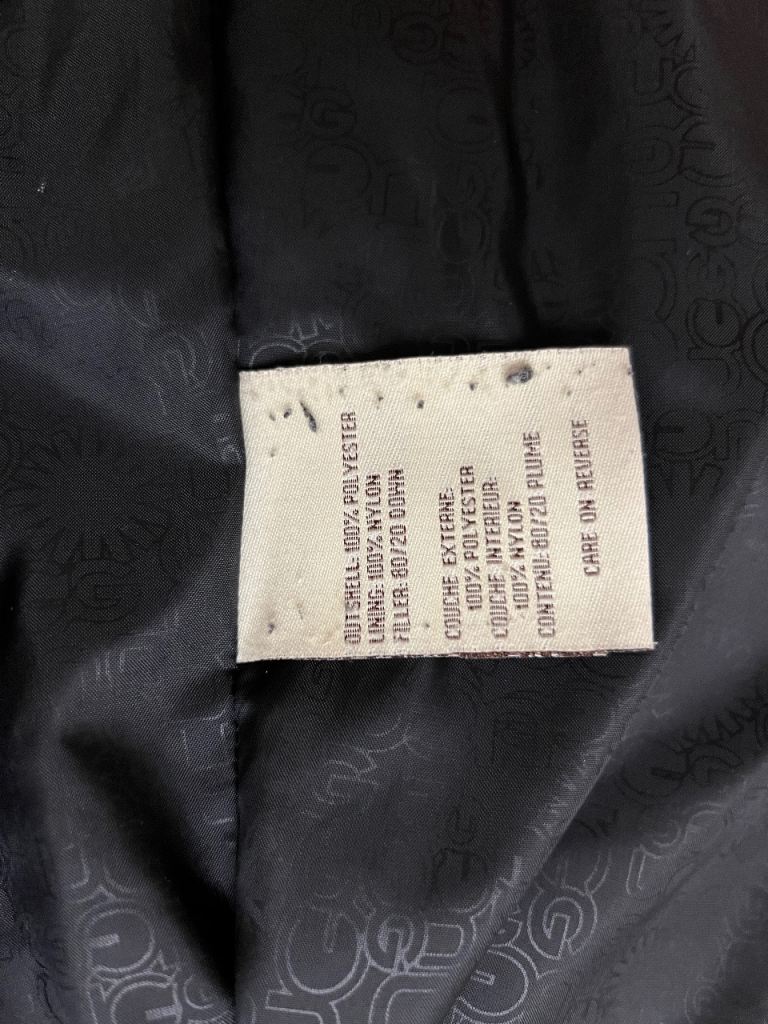 OUTSHELL: 100% POLYESTER
LINING: 100% NYLON
FILLER: 80/20 DOWN
COUCHE EXTERNE:
100% POLYESTER
COUCHE INTERIEUR:
100% NYLON
CONTENU: 80/20 PLUME
CARE ON REVERSE